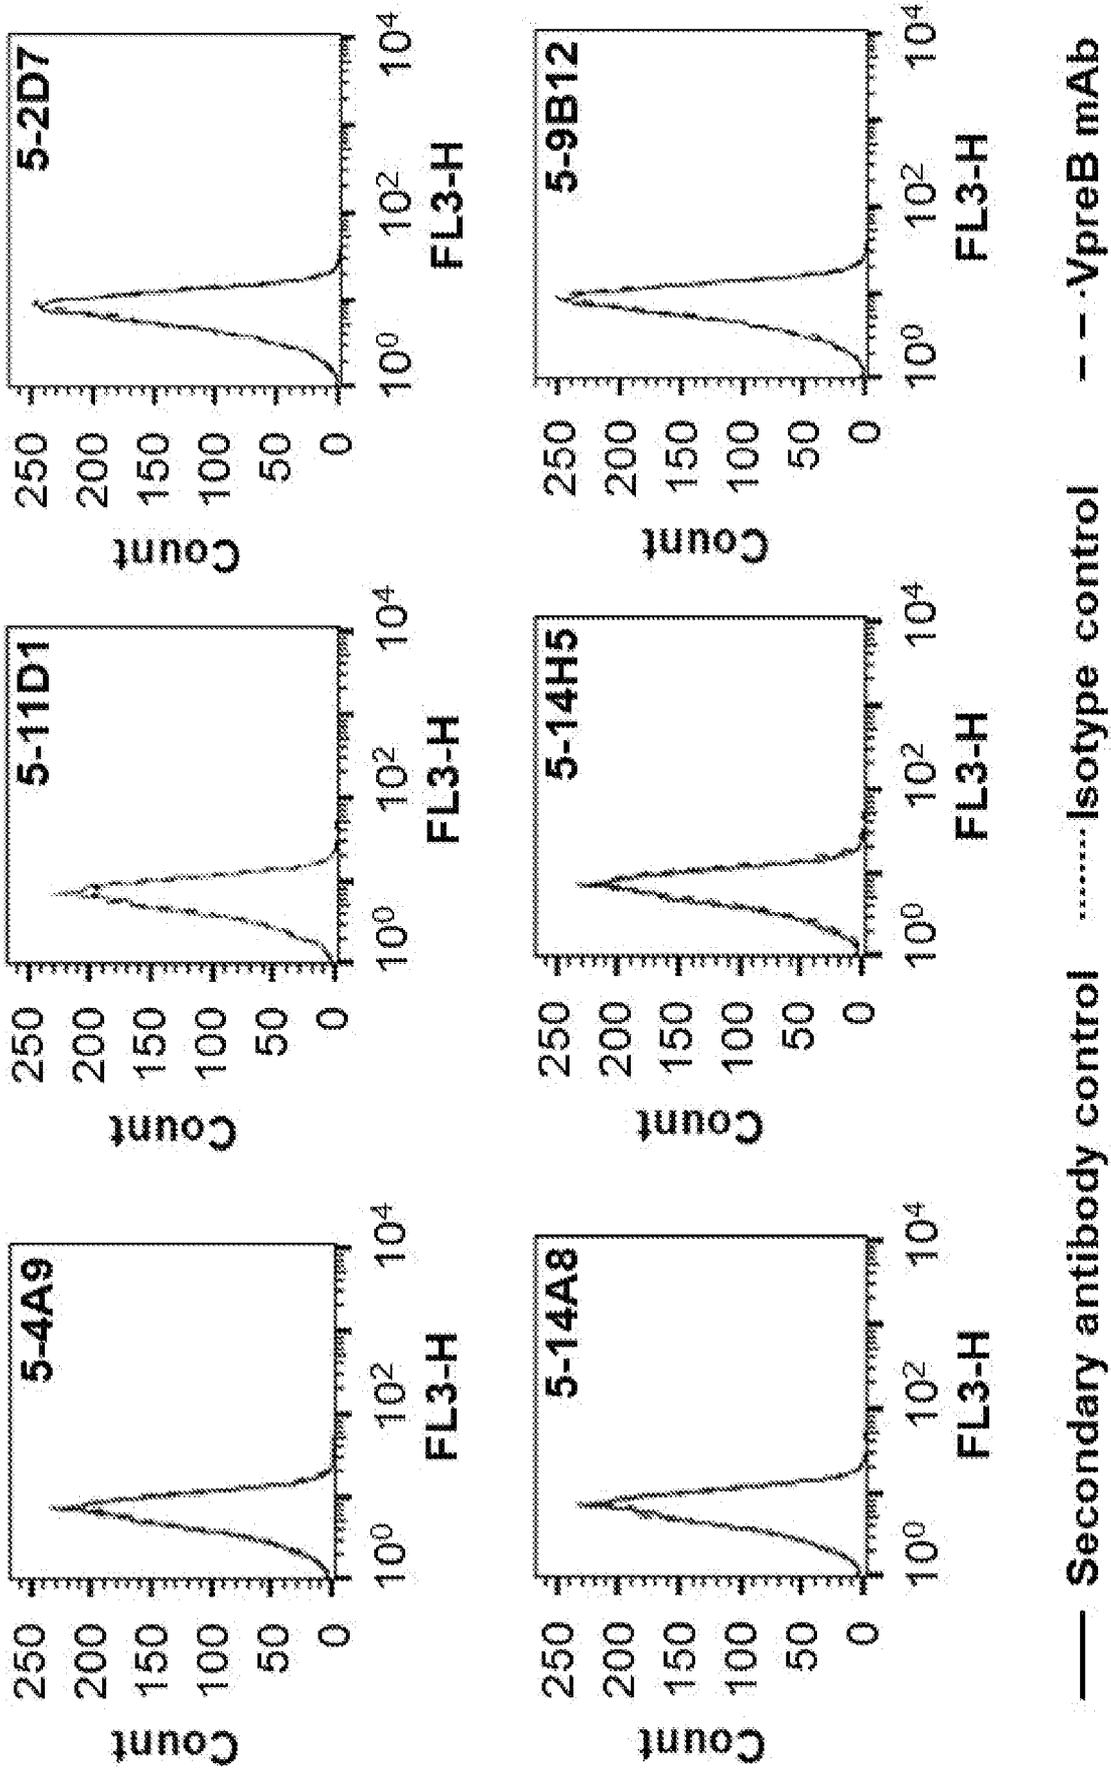 5-4A9
Count
250
200
150
100
50
0
10⁰
10²
10⁴
FL3-H
5-11D1
Count
250
200
150
100
50
0
10⁰
10²
10⁴
FL3-H
5-2D7
Count
250
200
150
100
50
0
10⁰
10²
10⁴
FL3-H
5-14A8
Count
250
200
150
100
50
0
10⁰
10²
10⁴
FL3-H
5-14H5
Count
250
200
150
100
50
0
10⁰
10²
10⁴
FL3-H
5-9B12
Count
250
200
150
100
50
0
10⁰
10²
10⁴
FL3-H
Secondary antibody control
Isotype control
VpreB mAb